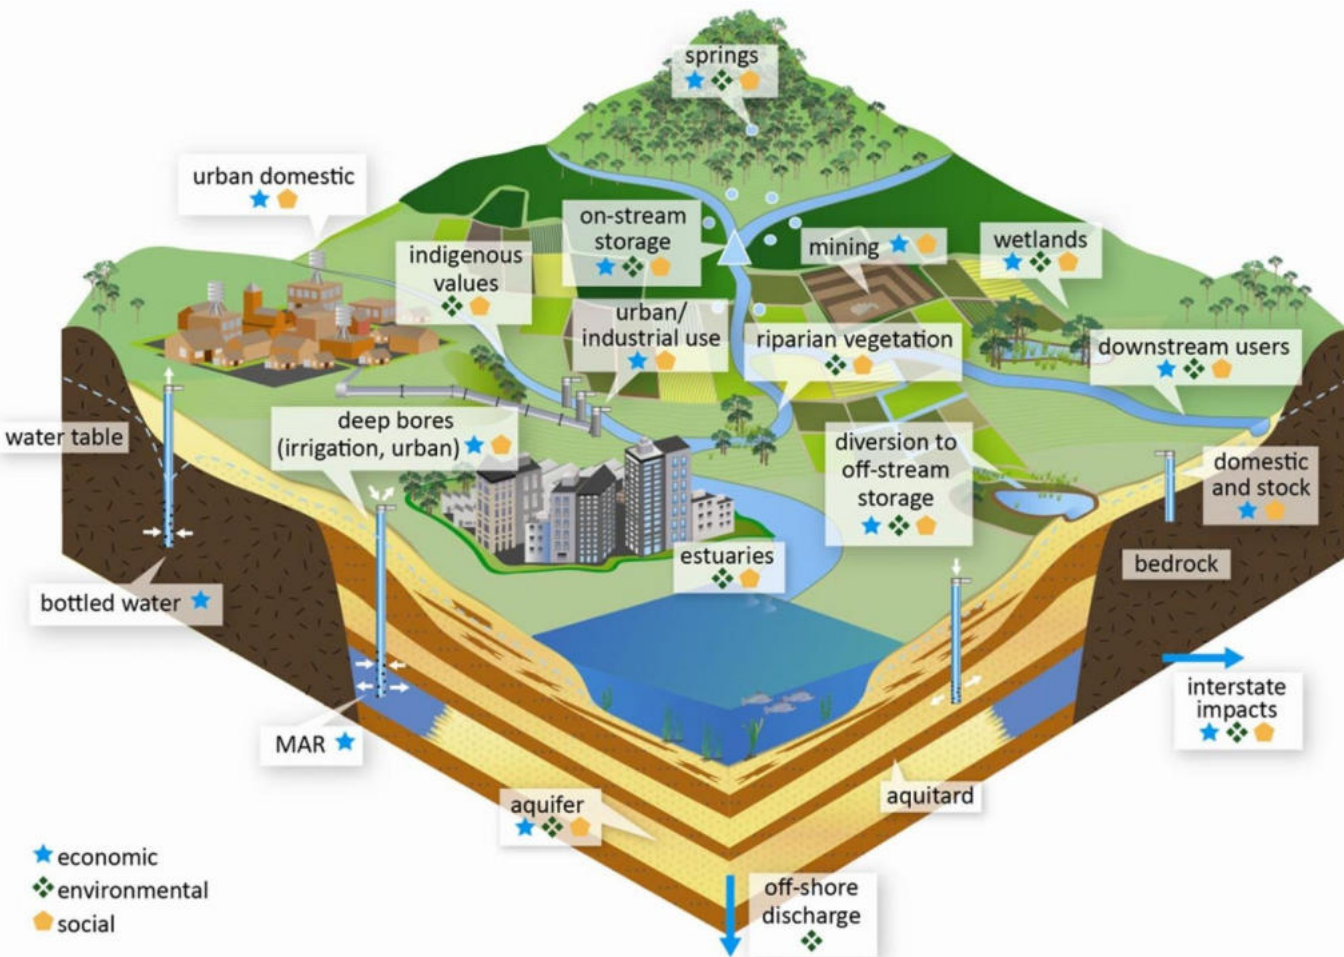 springs
urban domestic
on-stream
storage
indigenous
values
mining
wetlands
urban/
industrial use
riparian vegetation
downstream users
water table
deep bores
(irrigation, urban)
diversion to
off-stream
storage
domestic
and stock
estuaries
bedrock
bottled water
interstate
impacts
MAR
aquifer
aquitard
economic
environmental
social
off-shore
discharge